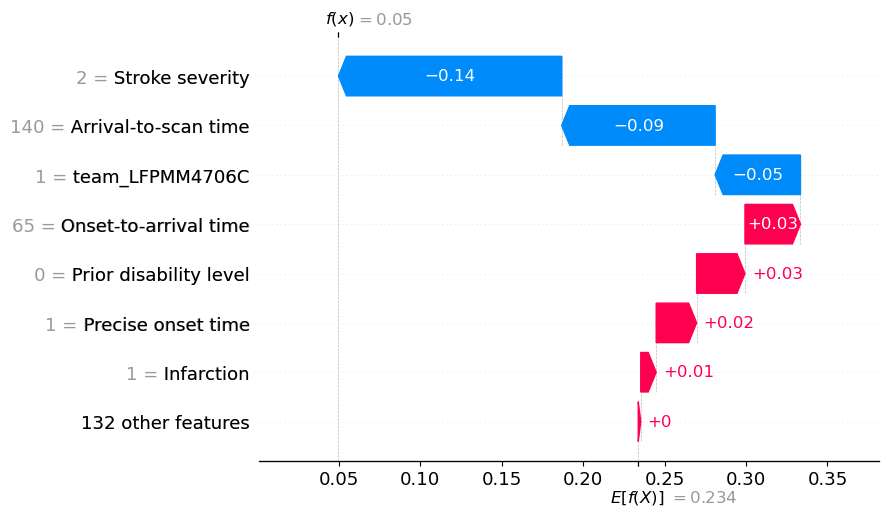 f(x) = 0.05
2 = Stroke severity
−0.14
140 = Arrival-to-scan time
−0.09
1 = team_LFPMM4706C
−0.05
65 = Onset-to-arrival time
+0.03
0 = Prior disability level
+0.03
1 = Precise onset time
+0.02
1 = Infarction
+0.01
132 other features
+0
0.05 0.10 0.15 0.20 0.25 0.30 0.35
E[f(X)] = 0.234